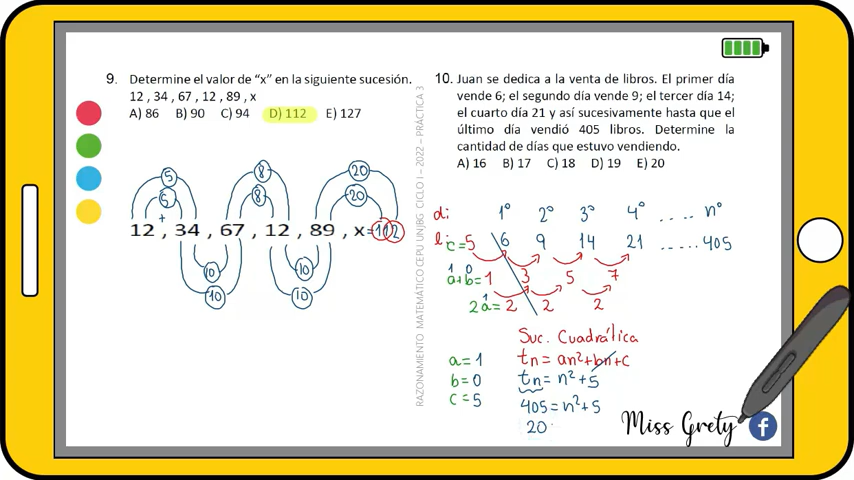 9. Determine el valor de “x” en la siguiente sucesión.
12 , 34 , 67 , 12 , 89 , x
A) 86 B) 90 C) 94 D) 112 E) 127
5 8 20
5 8 20
+
12 , 34 , 67 , 12 , 89 , x=112
10 10
10 10
RAZONAMIENTO MATEMÁTICO CEPU UNJBG CICLO I – 2022 – PRÁCTICA 3
10. Juan se dedica a la venta de libros. El primer día
vende 6; el segundo día vende 9; el tercer día 14;
el cuarto día 21 y así sucesivamente hasta que el
último día vendió 405 libros. Determine la
cantidad de días que estuvo vendiendo.
A) 16 B) 17 C) 18 D) 19 E) 20
d: 1° 2° 3° 4° .... n°
l: c=5 6 9 14 21 ..... 405
1 0
a+b=1 3 5 7
1
2a=2 2 2
Suc. Cuadrática
a=1 tn= an²+bn+c
b=0 tn= n²+5
c=5 405=n²+5
20
Miss Grety f